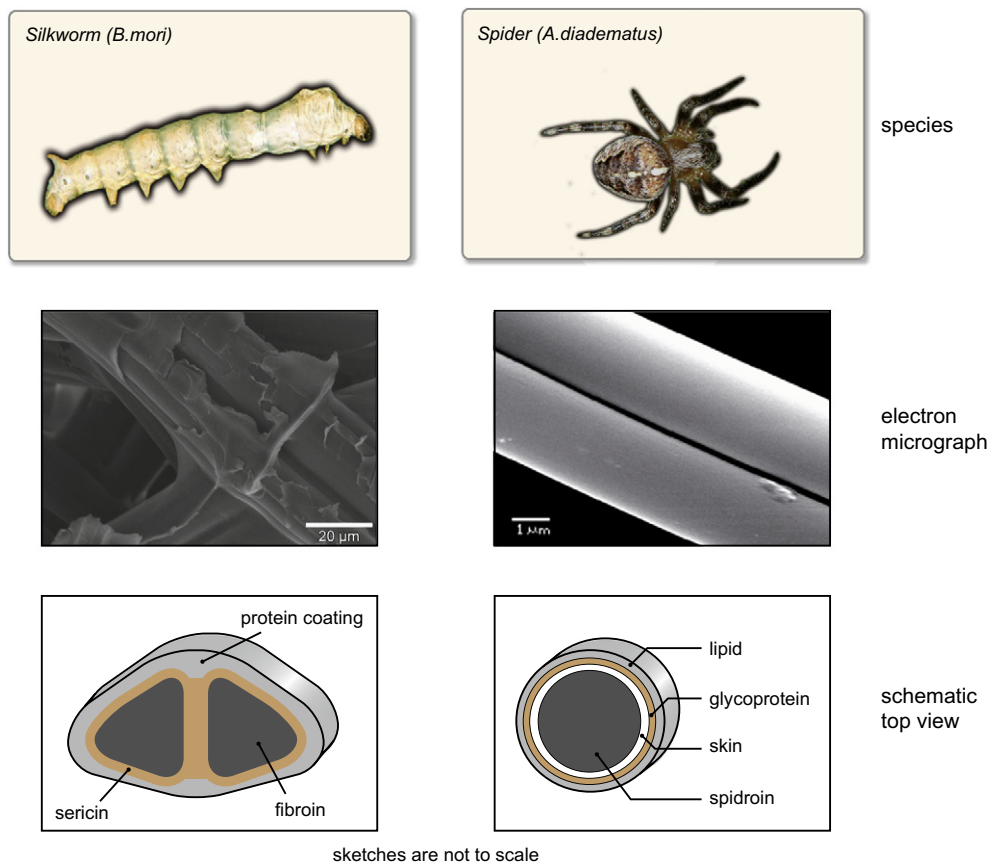 Silkworm (B.mori)
Spider (A.diadematus)
species
20 µm
1 µm
electron
micrograph
protein coating
sericin
fibroin
lipid
glycoprotein
skin
spidroin
schematic
top view
sketches are not to scale